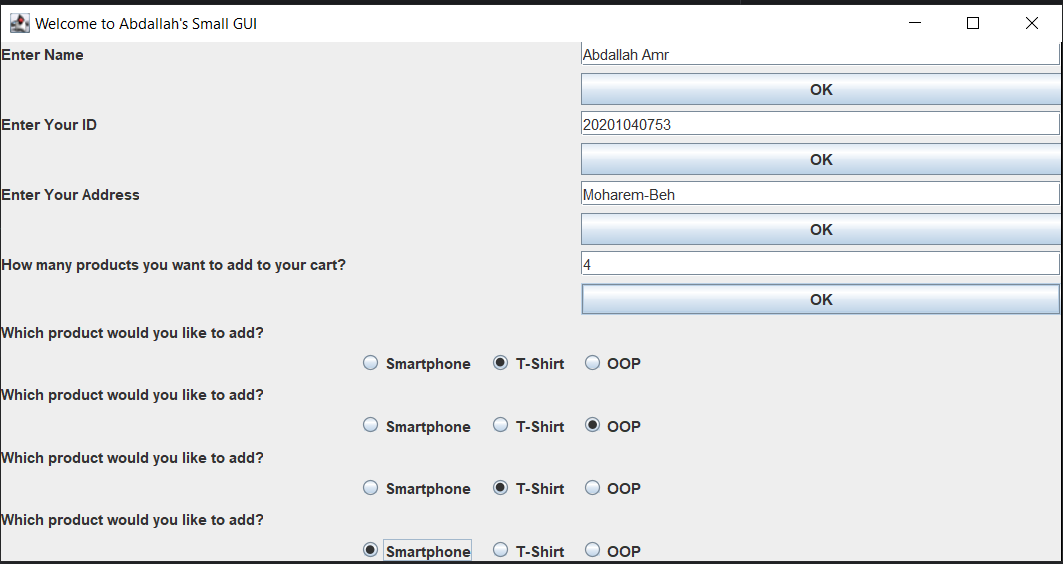 Welcome to Abdallah's Small GUI
Enter Name Abdallah Amr
OK
Enter Your ID 20201040753
OK
Enter Your Address Moharem-Beh
OK
How many products you want to add to your cart? 4
OK
Which product would you like to add?
Smartphone T-Shirt OOP
Which product would you like to add?
Smartphone T-Shirt OOP
Which product would you like to add?
Smartphone T-Shirt OOP
Which product would you like to add?
Smartphone T-Shirt OOP